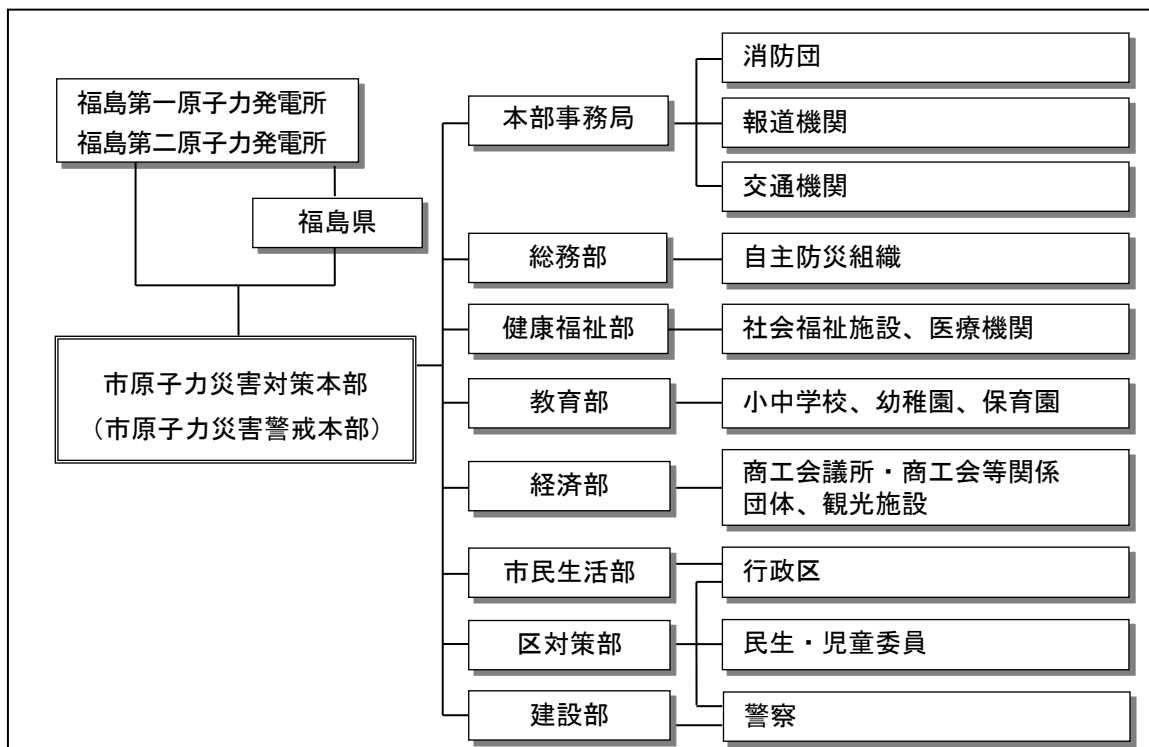 福島第一原子力発電所
福島第二原子力発電所
福島県
市原子力災害対策本部
（市原子力災害警戒本部）
本部事務局
消防団
報道機関
交通機関
総務部
自主防災組織
健康福祉部
社会福祉施設、医療機関
教育部
小中学校、幼稚園、保育園
経済部
商工会議所・商工会等関係
団体、観光施設
市民生活部
行政区
区対策部
民生・児童委員
建設部
警察